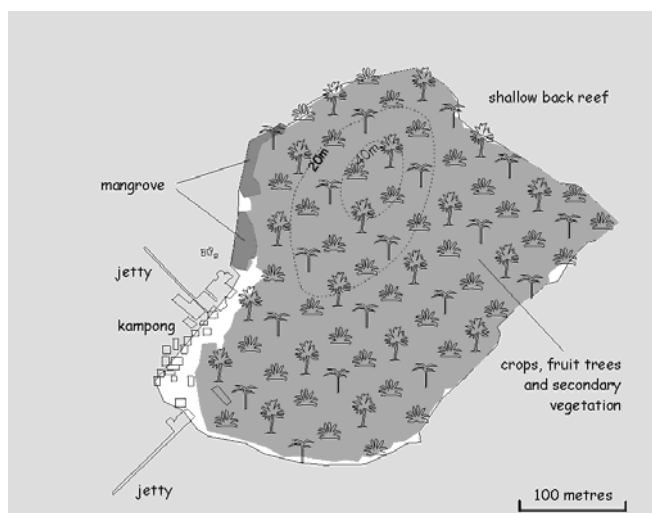 shallow back reef
20m
40m
mangrove
jetty
kampong
crops, fruit trees
and secondary
vegetation
jetty
100 metres